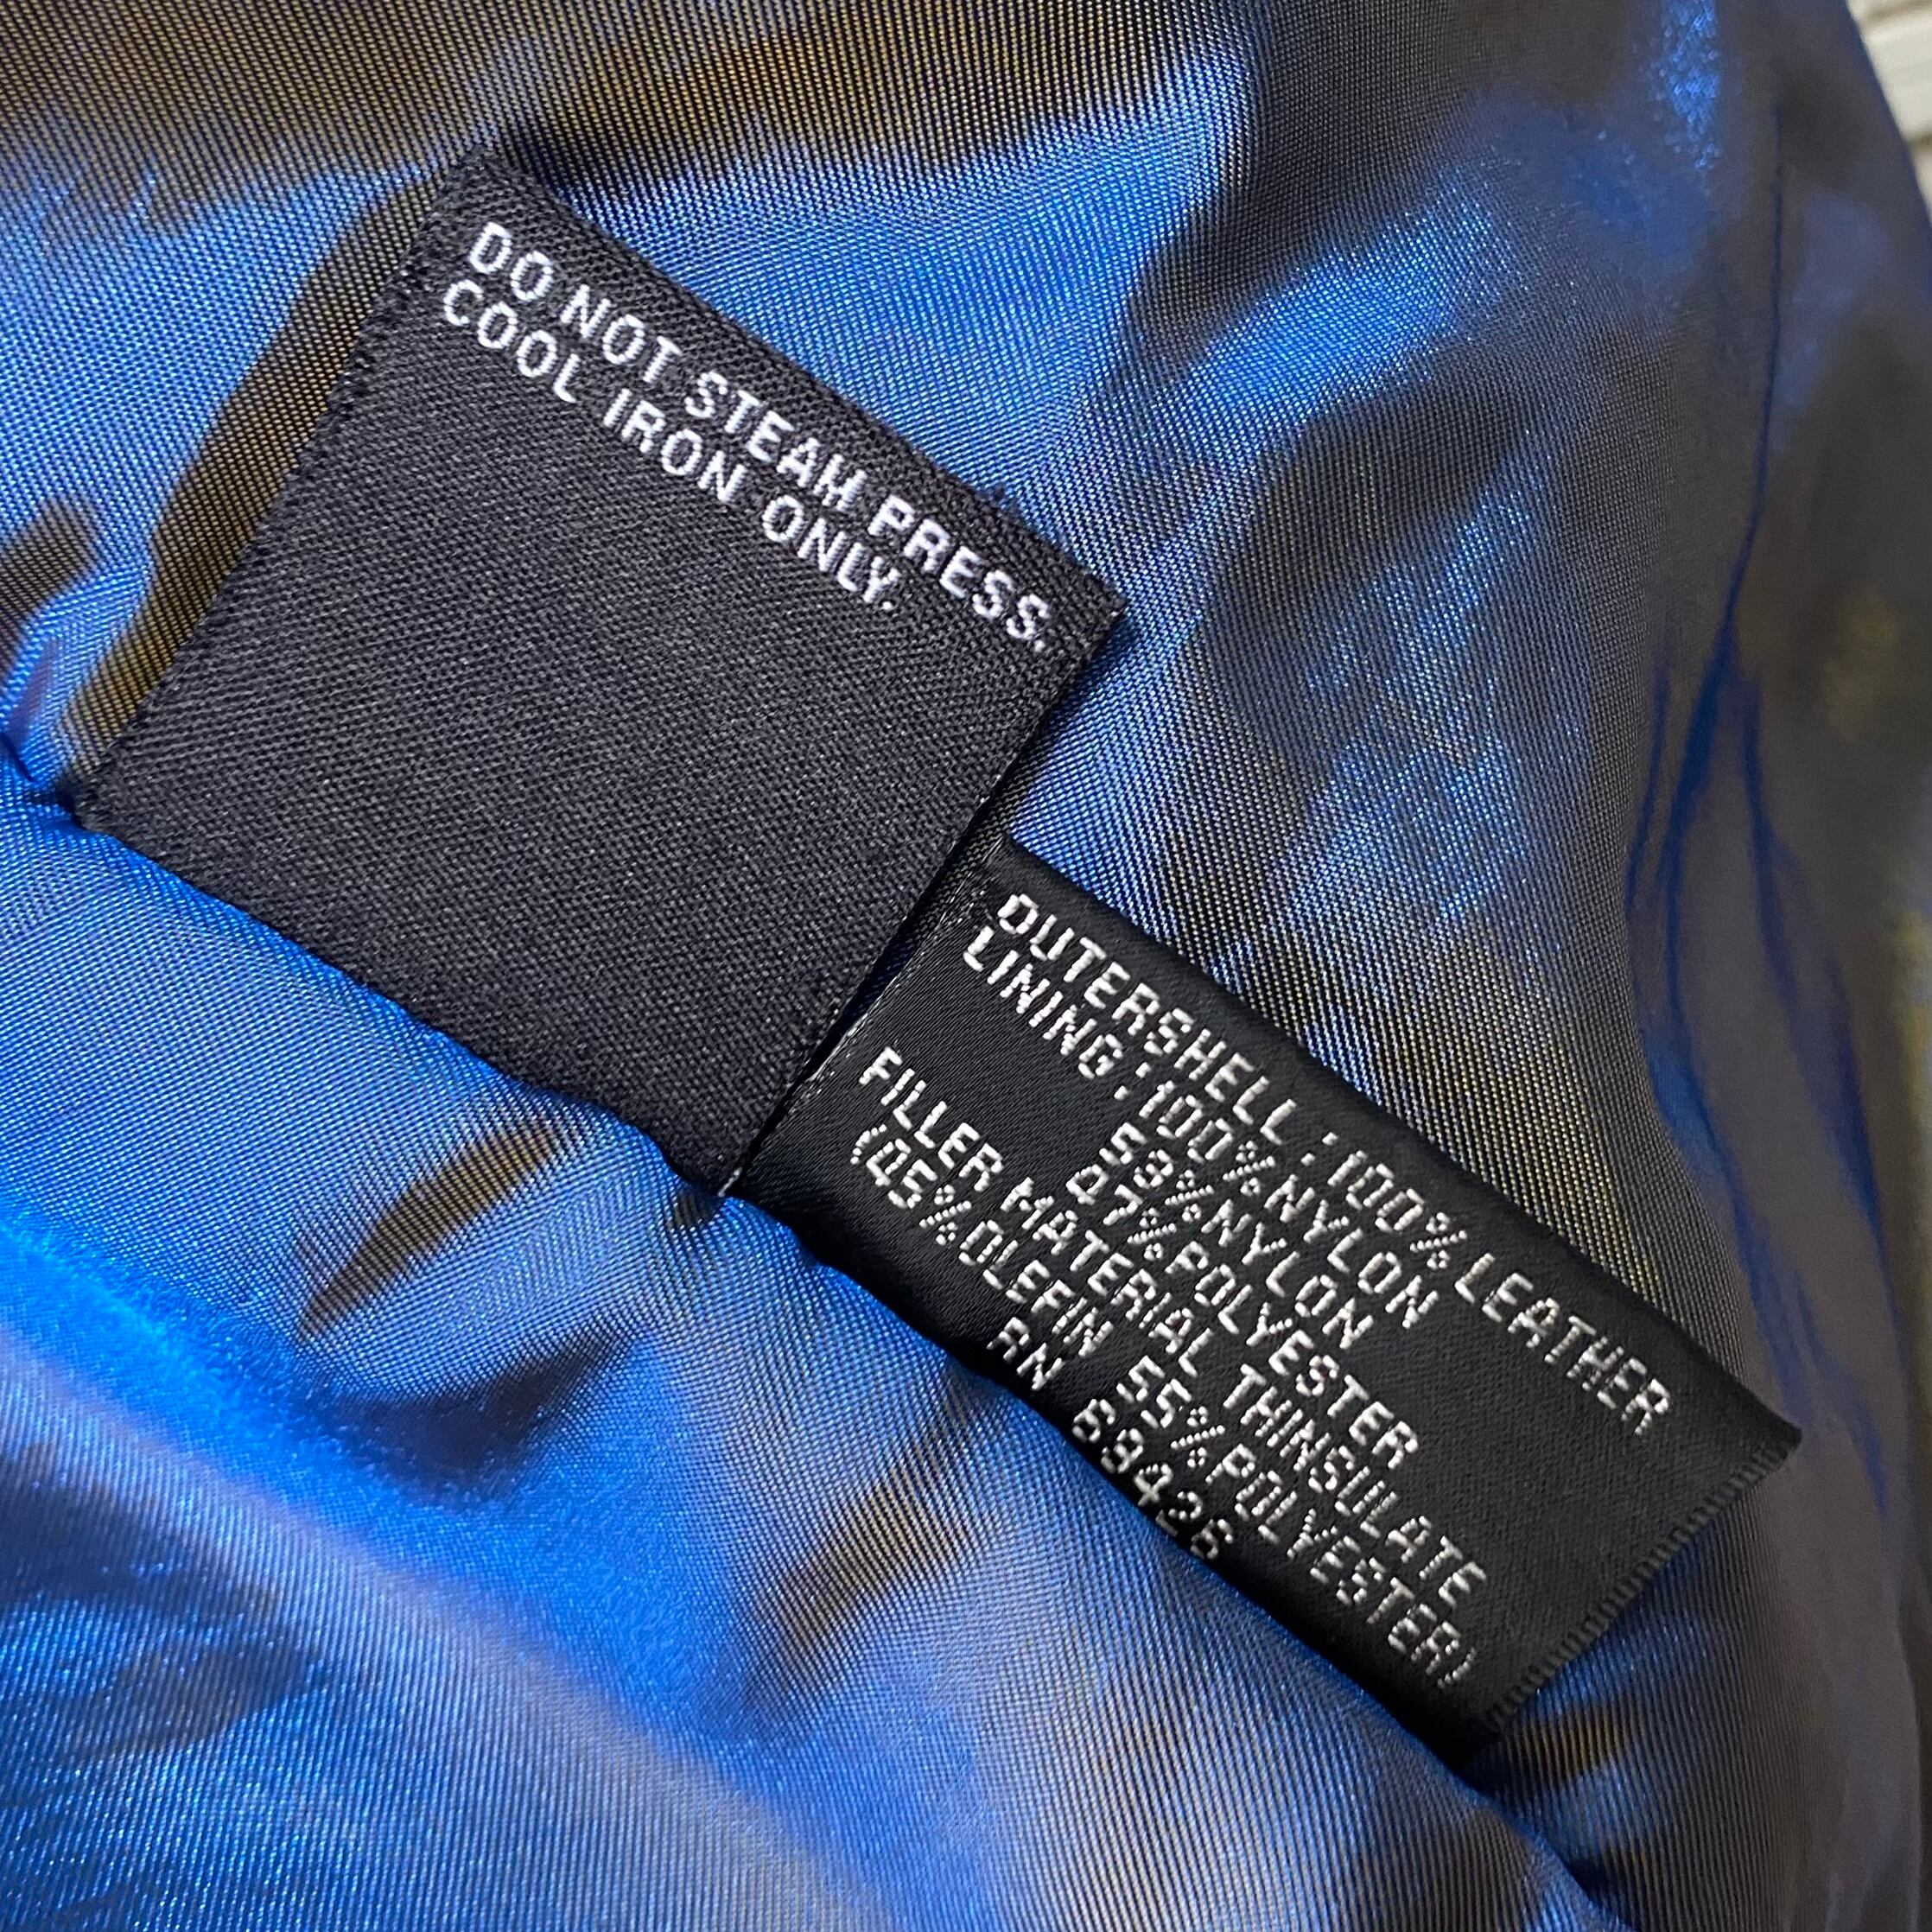 DO NOT STEAM PRESS.
COOL IRON ONLY.
OUTERSHELL : 100% LEATHER
LINING : 100% NYLON
53% NYLON
47% POLYESTER
FILLER MATERIAL THINSULATE
(45% OLEFIN 55% POLYESTER)
RN 69426